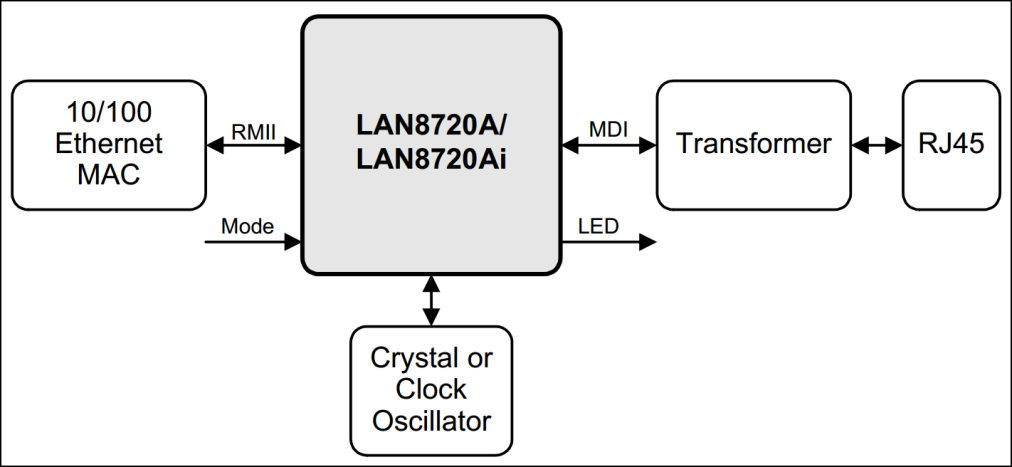 10/100
Ethernet
MAC
RMII
LAN8720A/
LAN8720Ai
MDI
Transformer
RJ45
Mode
LED
Crystal or
Clock
Oscillator